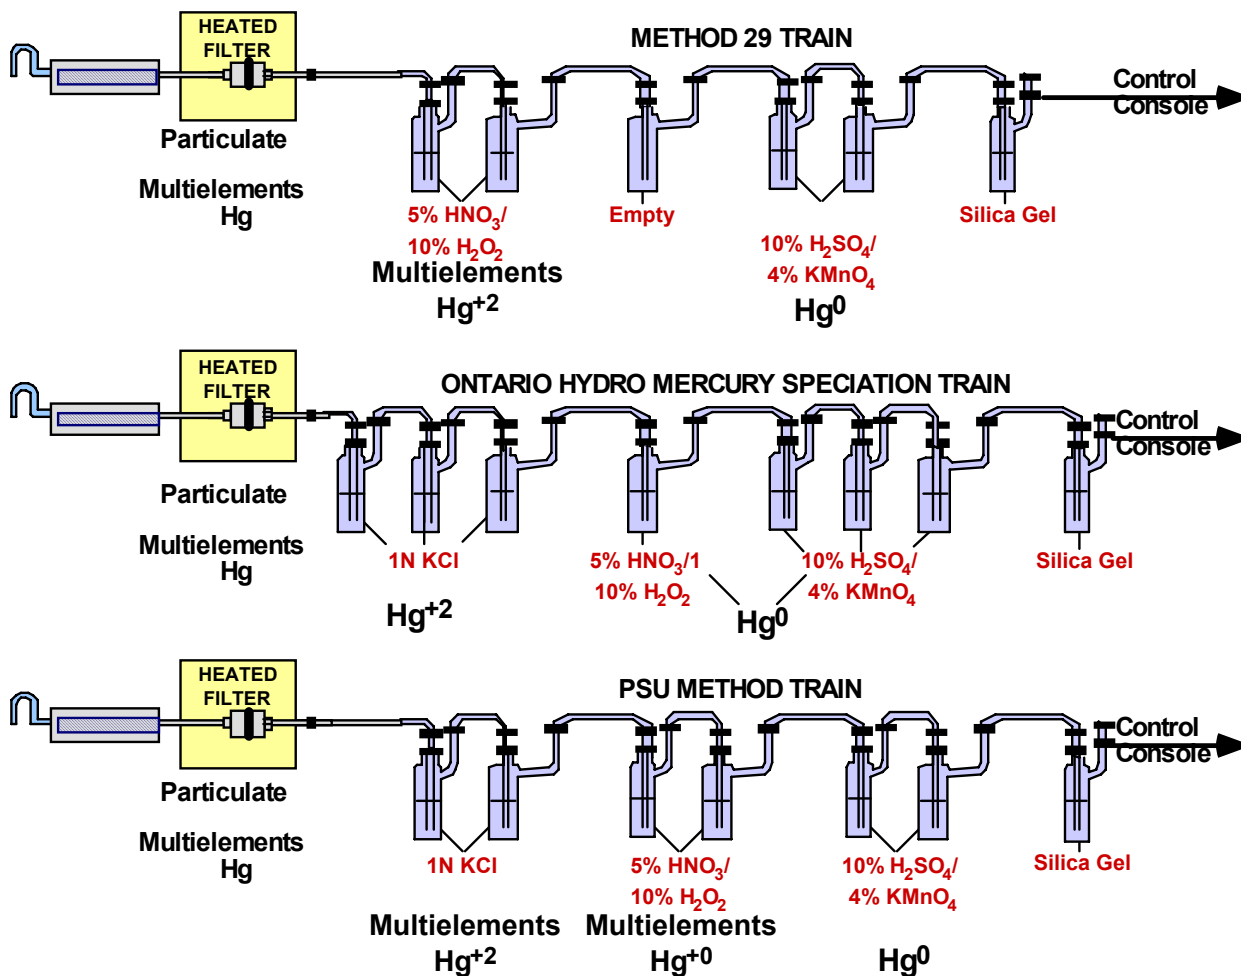 METHOD 29 TRAIN
HEATED
FILTER
Control
Console
Particulate
Multielements
Hg
5% HNO3/
10% H2O2
Multielements
Hg+2
Empty
10% H2SO4/
4% KMnO4
Hg0
Silica Gel
ONTARIO HYDRO MERCURY SPECIATION TRAIN
HEATED
FILTER
Control
Console
Particulate
Multielements
Hg
1N KCl
Hg+2
5% HNO3/1
10% H2O2
10% H2SO4/
4% KMnO4
Hg0
Silica Gel
PSU METHOD TRAIN
HEATED
FILTER
Control
Console
Particulate
Multielements
Hg
1N KCl
Multielements
Hg+2
5% HNO3/
10% H2O2
Multielements
Hg+0
10% H2SO4/
4% KMnO4
Hg0
Silica Gel